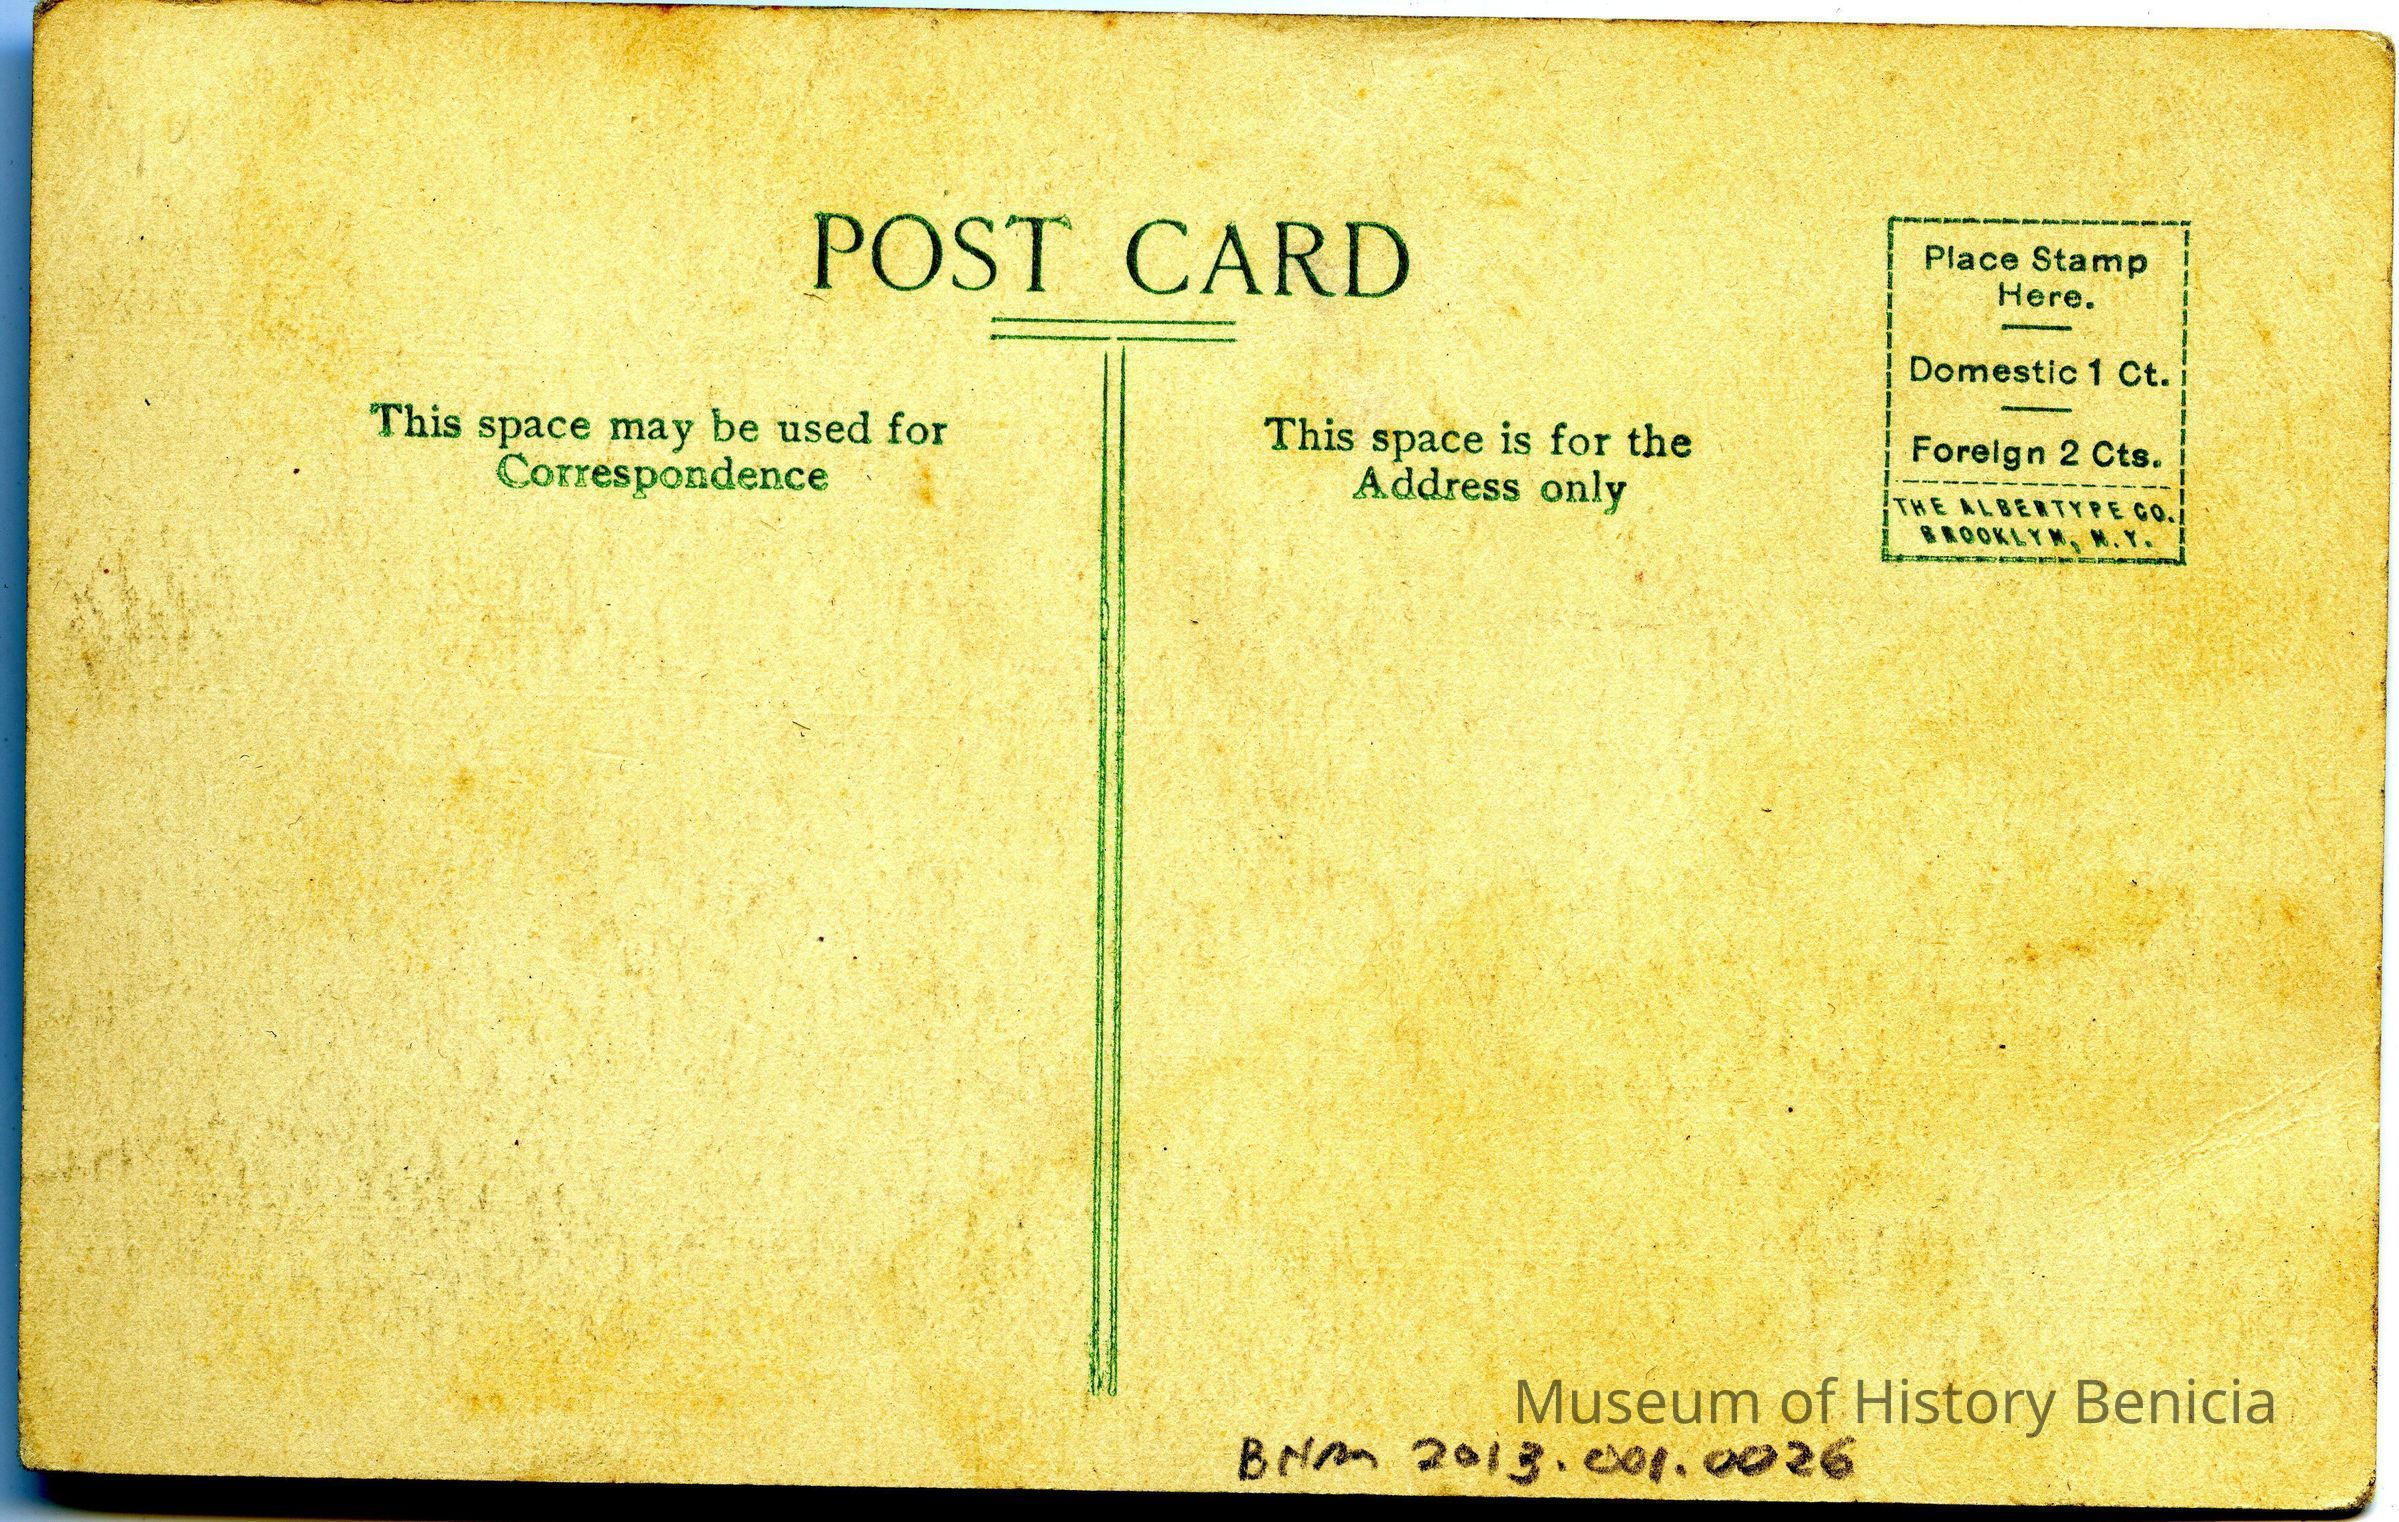 POST CARD
This space may be used for
Correspondence
This space is for the
Address only
Place Stamp
Here.
Domestic 1 Ct.
Foreign 2 Cts.
THE ALBERTYPE CO.
BROOKLYN, N.Y.
Museum of History Benicia
BHM 2013.001.0026